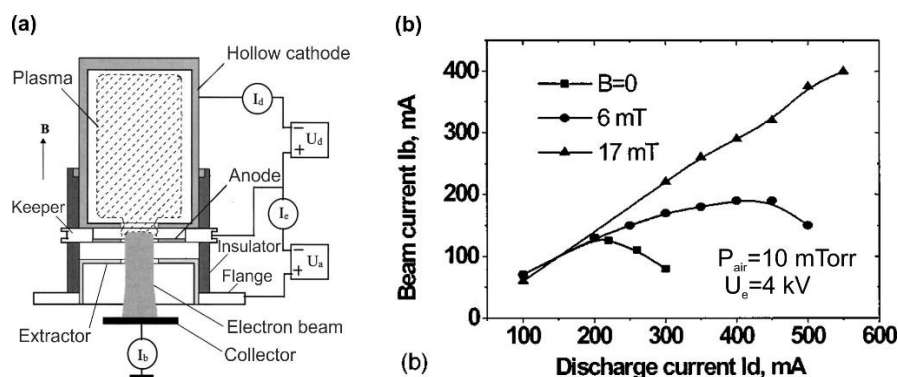 (a)
Hollow cathode
Plasma
I_d
−
U_d
+
B
Anode
Keeper
I_e
Insulator
−
U_a
+
Flange
Extractor
Electron beam
Collector
I_b
(b)
Beam current Ib, mA
400
300
200
100
0
B=0
6 mT
17 mT
P_air=10 mTorr
U_e=4 kV
100 200 300 400 500 600
(b)
Discharge current Id, mA